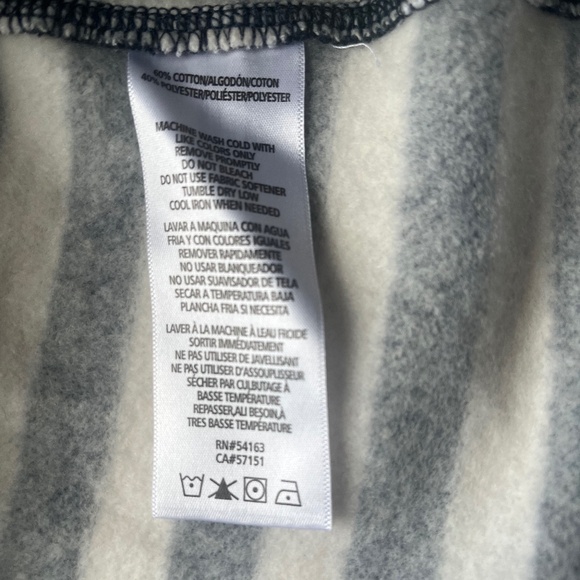 60% COTTON/ALGODÓN/COTON
40% POLYESTER/POLIÉSTER/POLYESTER
MACHINE WASH COLD WITH
LIKE COLORS ONLY
REMOVE PROMPTLY
DO NOT BLEACH
DO NOT USE FABRIC SOFTENER
TUMBLE DRY LOW
COOL IRON WHEN NEEDED
LAVAR A MAQUINA CON AGUA
FRIA Y CON COLORES IGUALES
REMOVER RAPIDAMENTE
NO USAR BLANQUEADOR
NO USAR SUAVISADOR DE TELA
SECAR A TEMPERATURA BAJA
PLANCHA FRIA SI NECESITA
LAVER À LA MACHINE À LEAU FROIDE
SORTIR IMMÉDIATEMENT
NE PAS UTILISER DE JAVELLISANT
NE PAS UTILISER D'ASSOUPLISSEUR
SÉCHER PAR CULBUTAGE À
BASSE TEMPÉRATURE
REPASSER,AU BESOIN,À
TRES BASSE TEMPÉRATURE
RN#54163
CA#57151